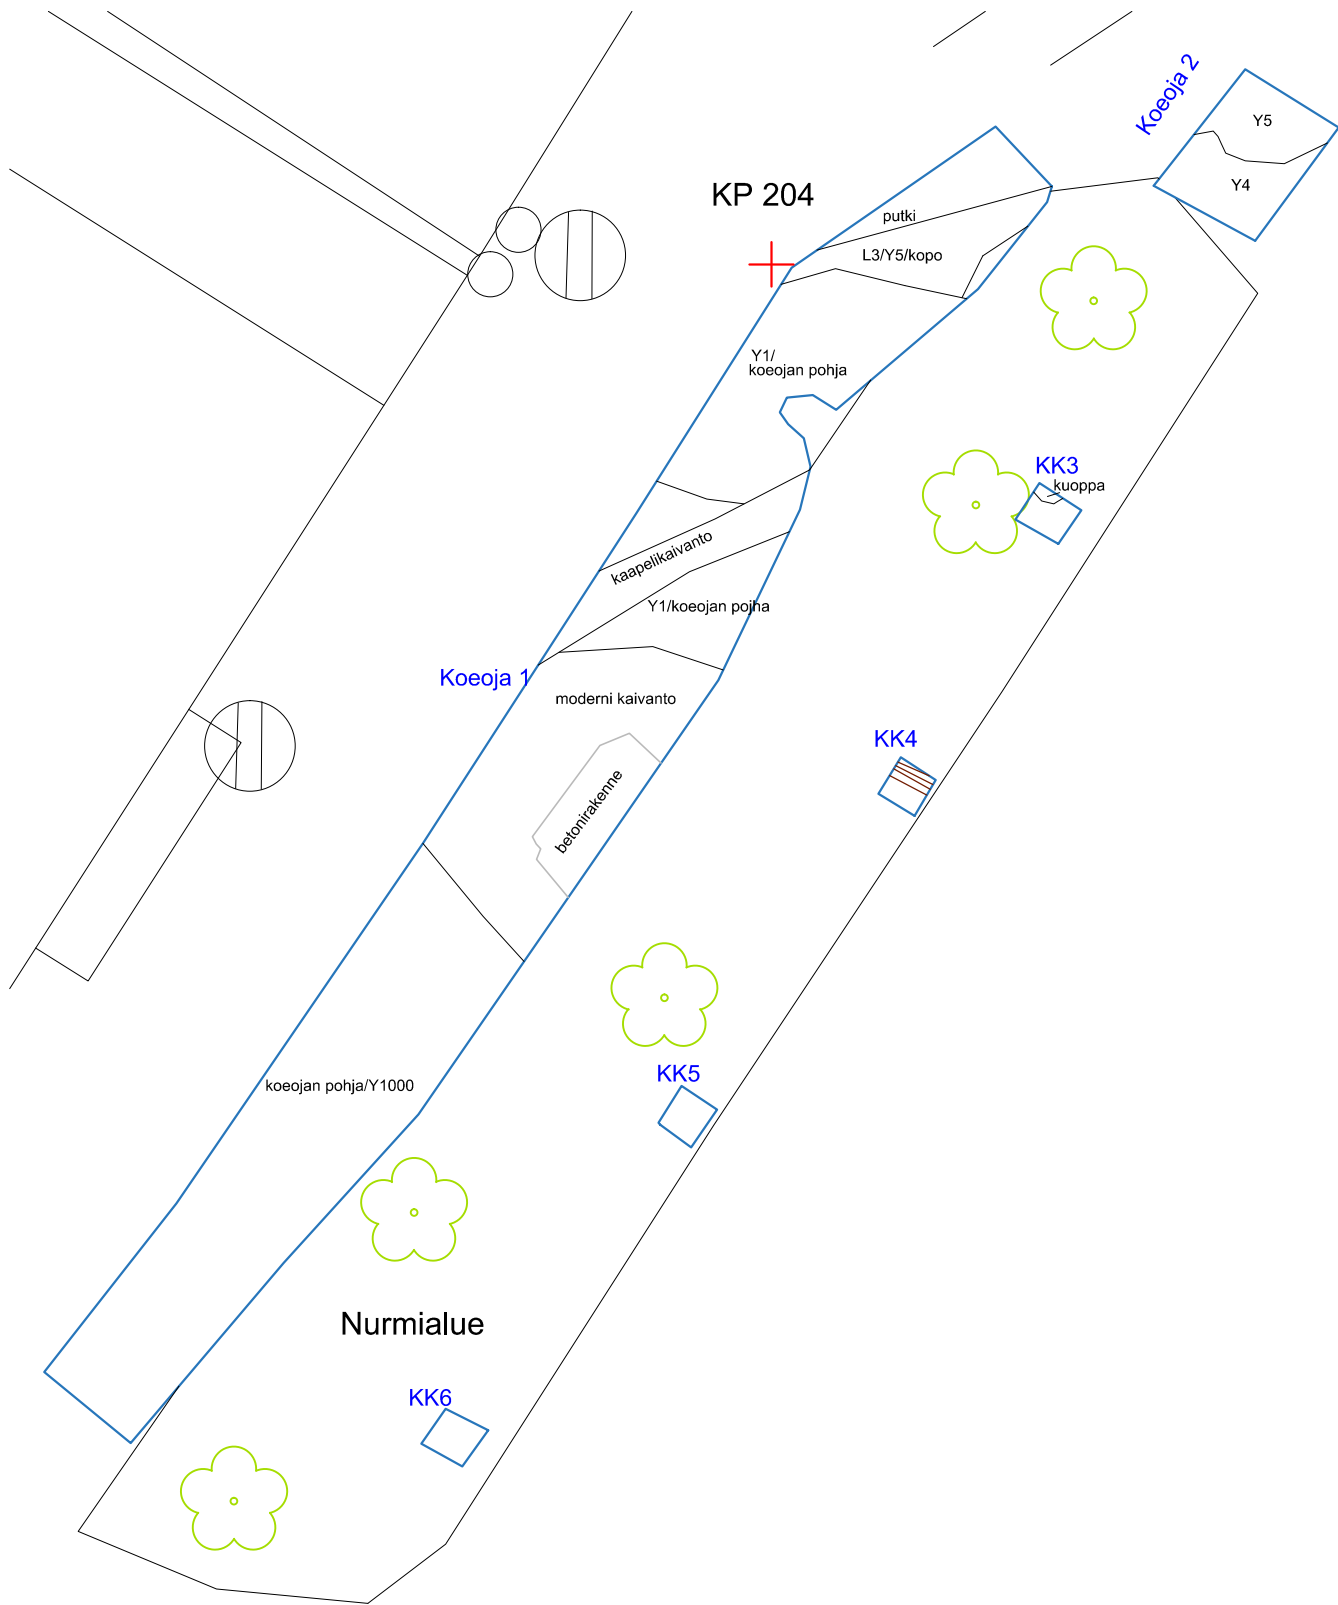 Koeoja 2
Y5
Y4
KP 204
putki
L3/Y5/kopo
Y1/
koeojan pohja
KK3
kuoppa
kaapelikaivanto
Y1/koeojan pojha
Koeoja 1
moderni kaivanto
KK4
betonirakenne
KK5
koeojan pohja/Y1000
Nurmialue
KK6